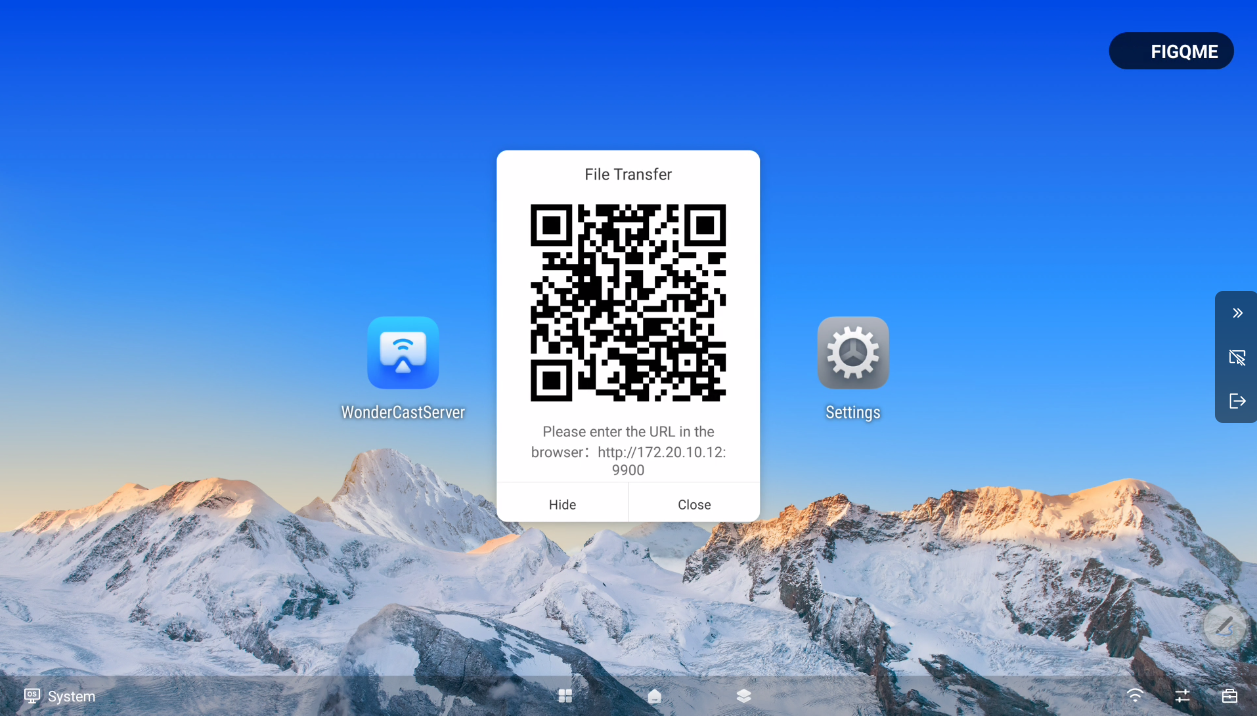 FIGQME
File Transfer
WonderCastServer
Settings
Please enter the URL in the
browser：http://172.20.10.12:
9900
Hide
Close
OS
System